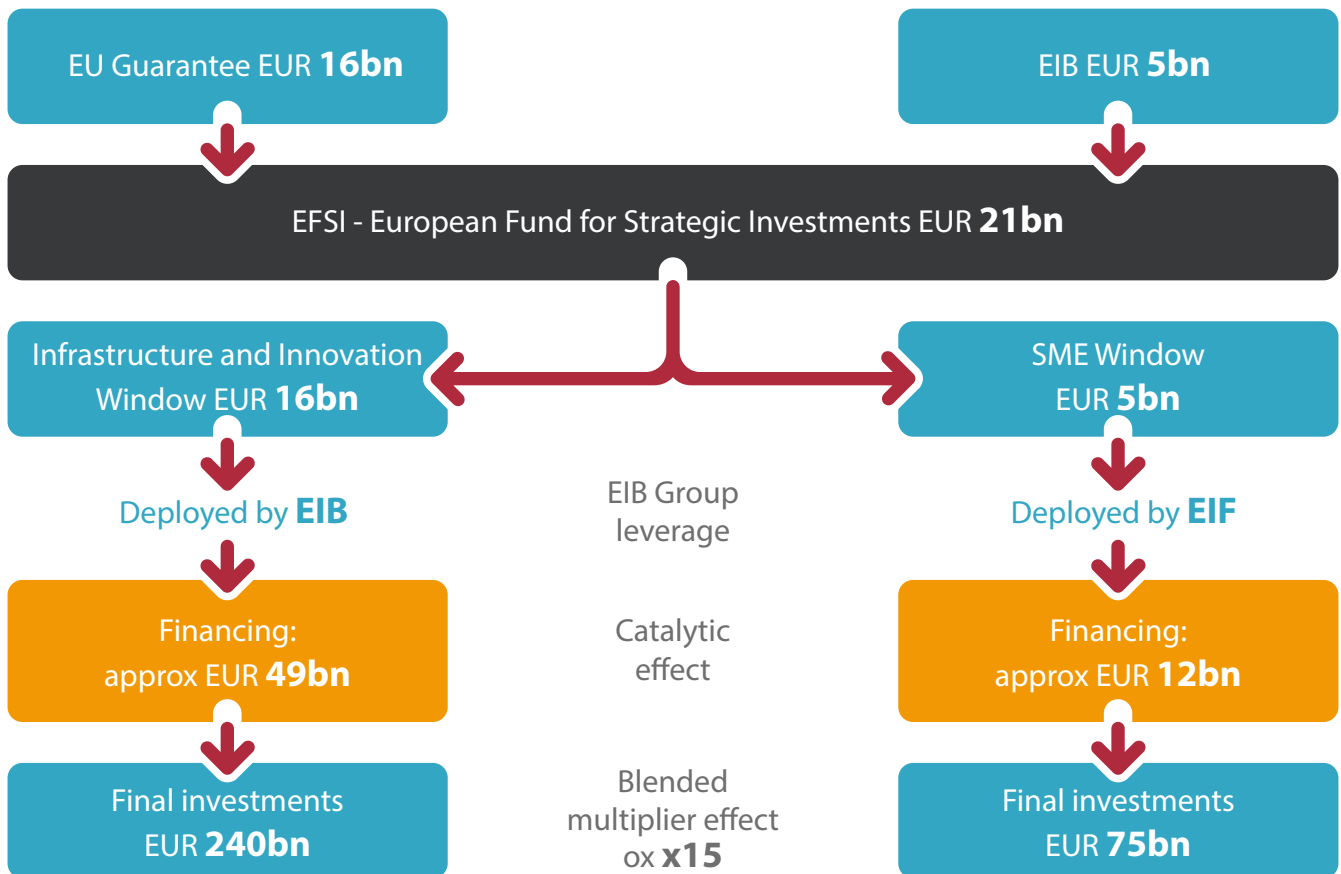 EU Guarantee EUR 16bn
EIB EUR 5bn
EFSI - European Fund for Strategic Investments EUR 21bn
Infrastructure and Innovation
Window EUR 16bn
SME Window
EUR 5bn
Deployed by EIB
EIB Group
leverage
Deployed by EIF
Financing:
approx EUR 49bn
Catalytic
effect
Financing:
approx EUR 12bn
Final investments
EUR 240bn
Blended
multiplier effect
ox x15
Final investments
EUR 75bn